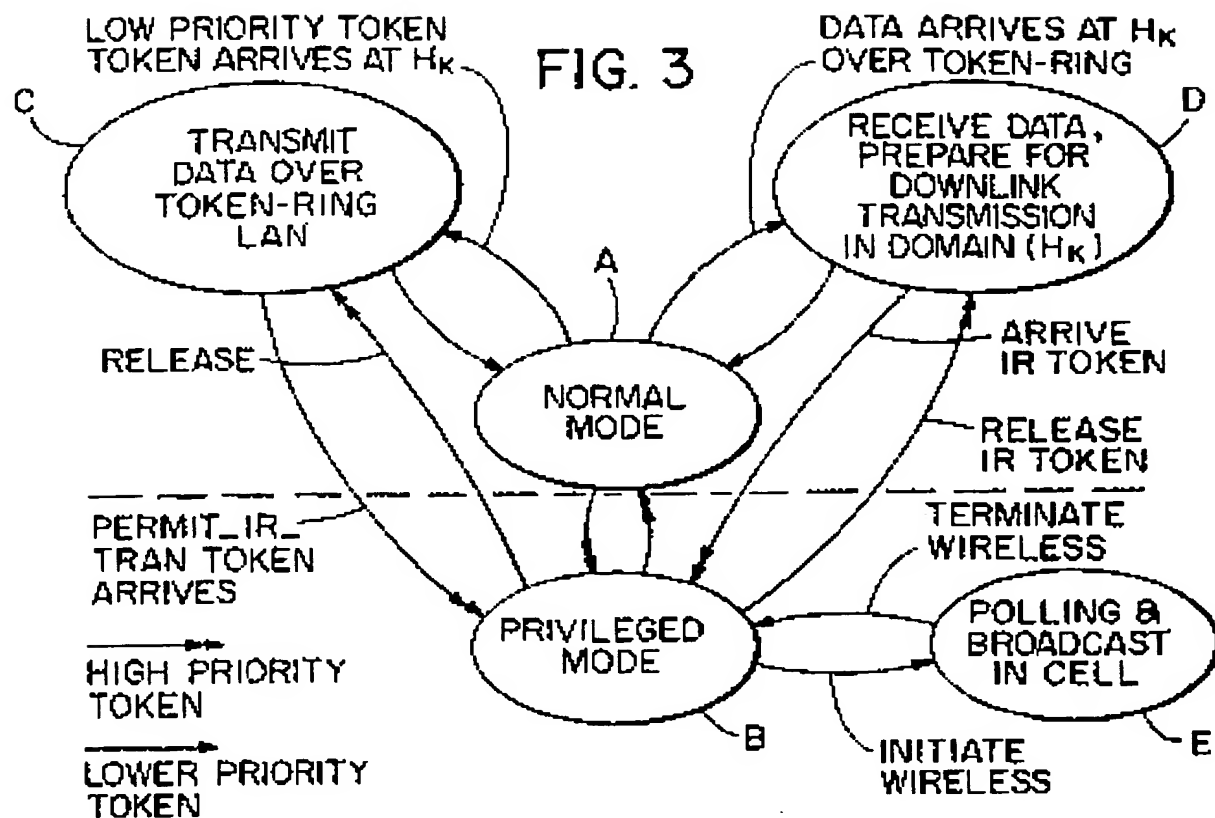 LOW PRIORITY TOKEN
TOKEN ARRIVES AT HK
FIG. 3
DATA ARRIVES AT HK
OVER TOKEN-RING
C
TRANSMIT
DATA OVER
TOKEN-RING
LAN
D
RECEIVE DATA,
PREPARE FOR
DOWNLINK
TRANSMISSION
IN DOMAIN (HK)
A
RELEASE
NORMAL
MODE
ARRIVE
IR TOKEN
RELEASE
IR TOKEN
PERMIT_IR_
TRAN TOKEN
ARRIVES
TERMINATE
WIRELESS
PRIVILEGED
MODE
POLLING &
BROADCAST
IN CELL
HIGH PRIORITY
TOKEN
B
E
INITIATE
WIRELESS
LOWER PRIORITY
TOKEN